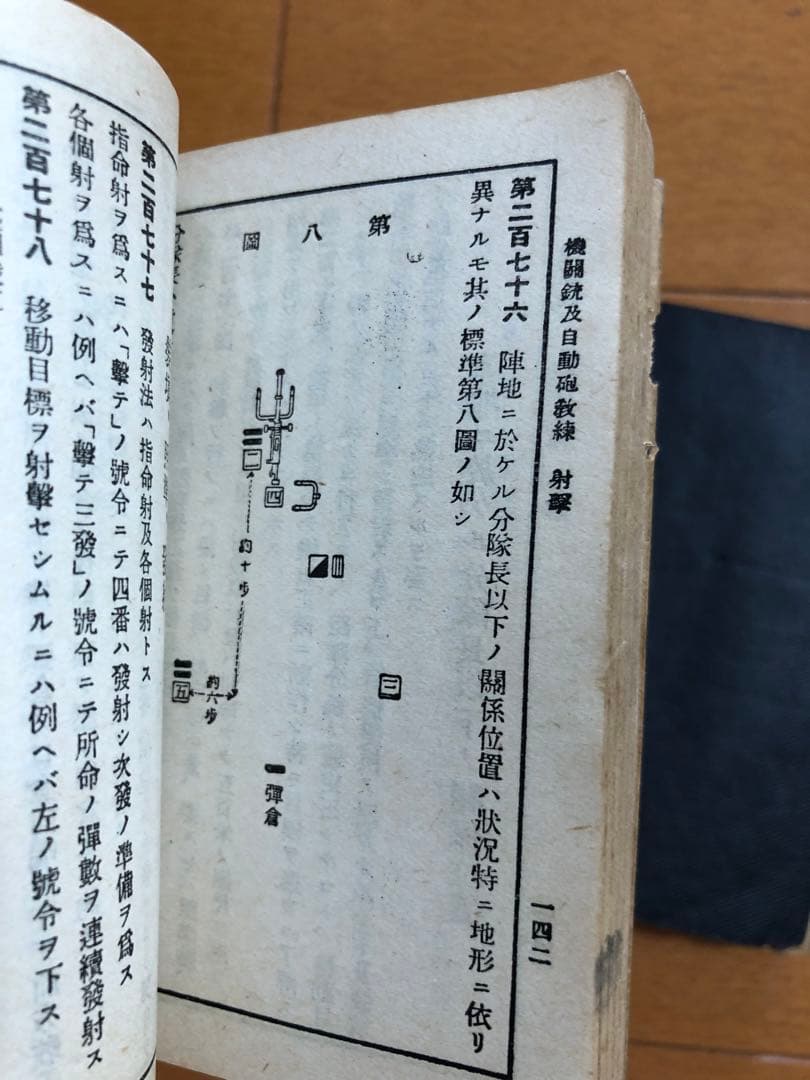 機關銃及自動砲敎練 射擊
一四二
第二百七十六 陣地ニ於ケル分隊長以下ノ關係位置ハ狀況特ニ地形ニ依リ
異ナルモ其ノ標準第八圖ノ如シ
第八圖
二
四
約十步
三
五
約六步
彈倉
第二百七十七 發射法ハ指命射及各個射トス
指命射ヲ爲スニハ「擊テ」ノ號令ニテ四番ハ發射シ次發ノ準備ヲ爲ス
各個射ヲ爲スニハ例ヘバ「擊テ三發」ノ號令ニテ所命ノ彈數ヲ連續發射ス
第二百七十八 移動目標ヲ射擊セシムルニハ例ヘバ左ノ號令ヲ下ス